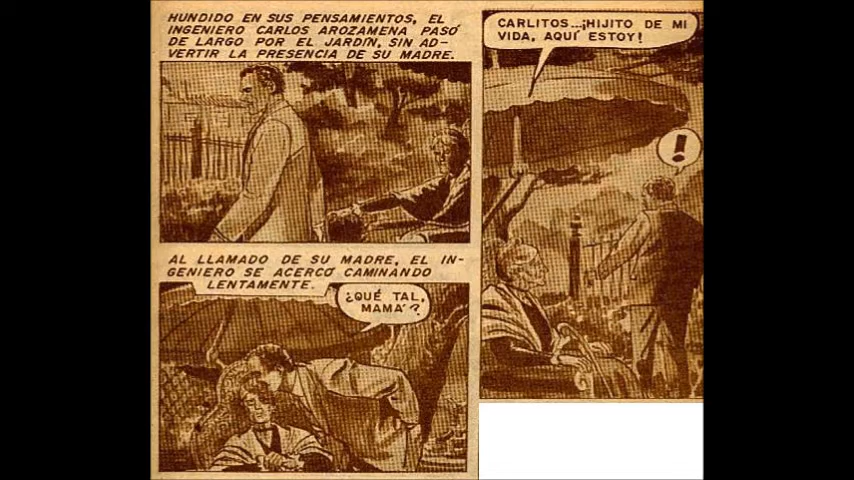 HUNDIDO EN SUS PENSAMIENTOS, EL
INGENIERO CARLOS AROZAMENA PASÓ
DE LARGO POR EL JARDÍN, SIN AD-
VERTIR LA PRESENCIA DE SU MADRE.
CARLITOS...¡HIJITO DE MI
VIDA, AQUÍ ESTOY!
!
AL LLAMADO DE SU MADRE, EL IN-
GENIERO SE ACERCÓ CAMINANDO
LENTAMENTE.
¿QUÉ TAL,
MAMÁ?